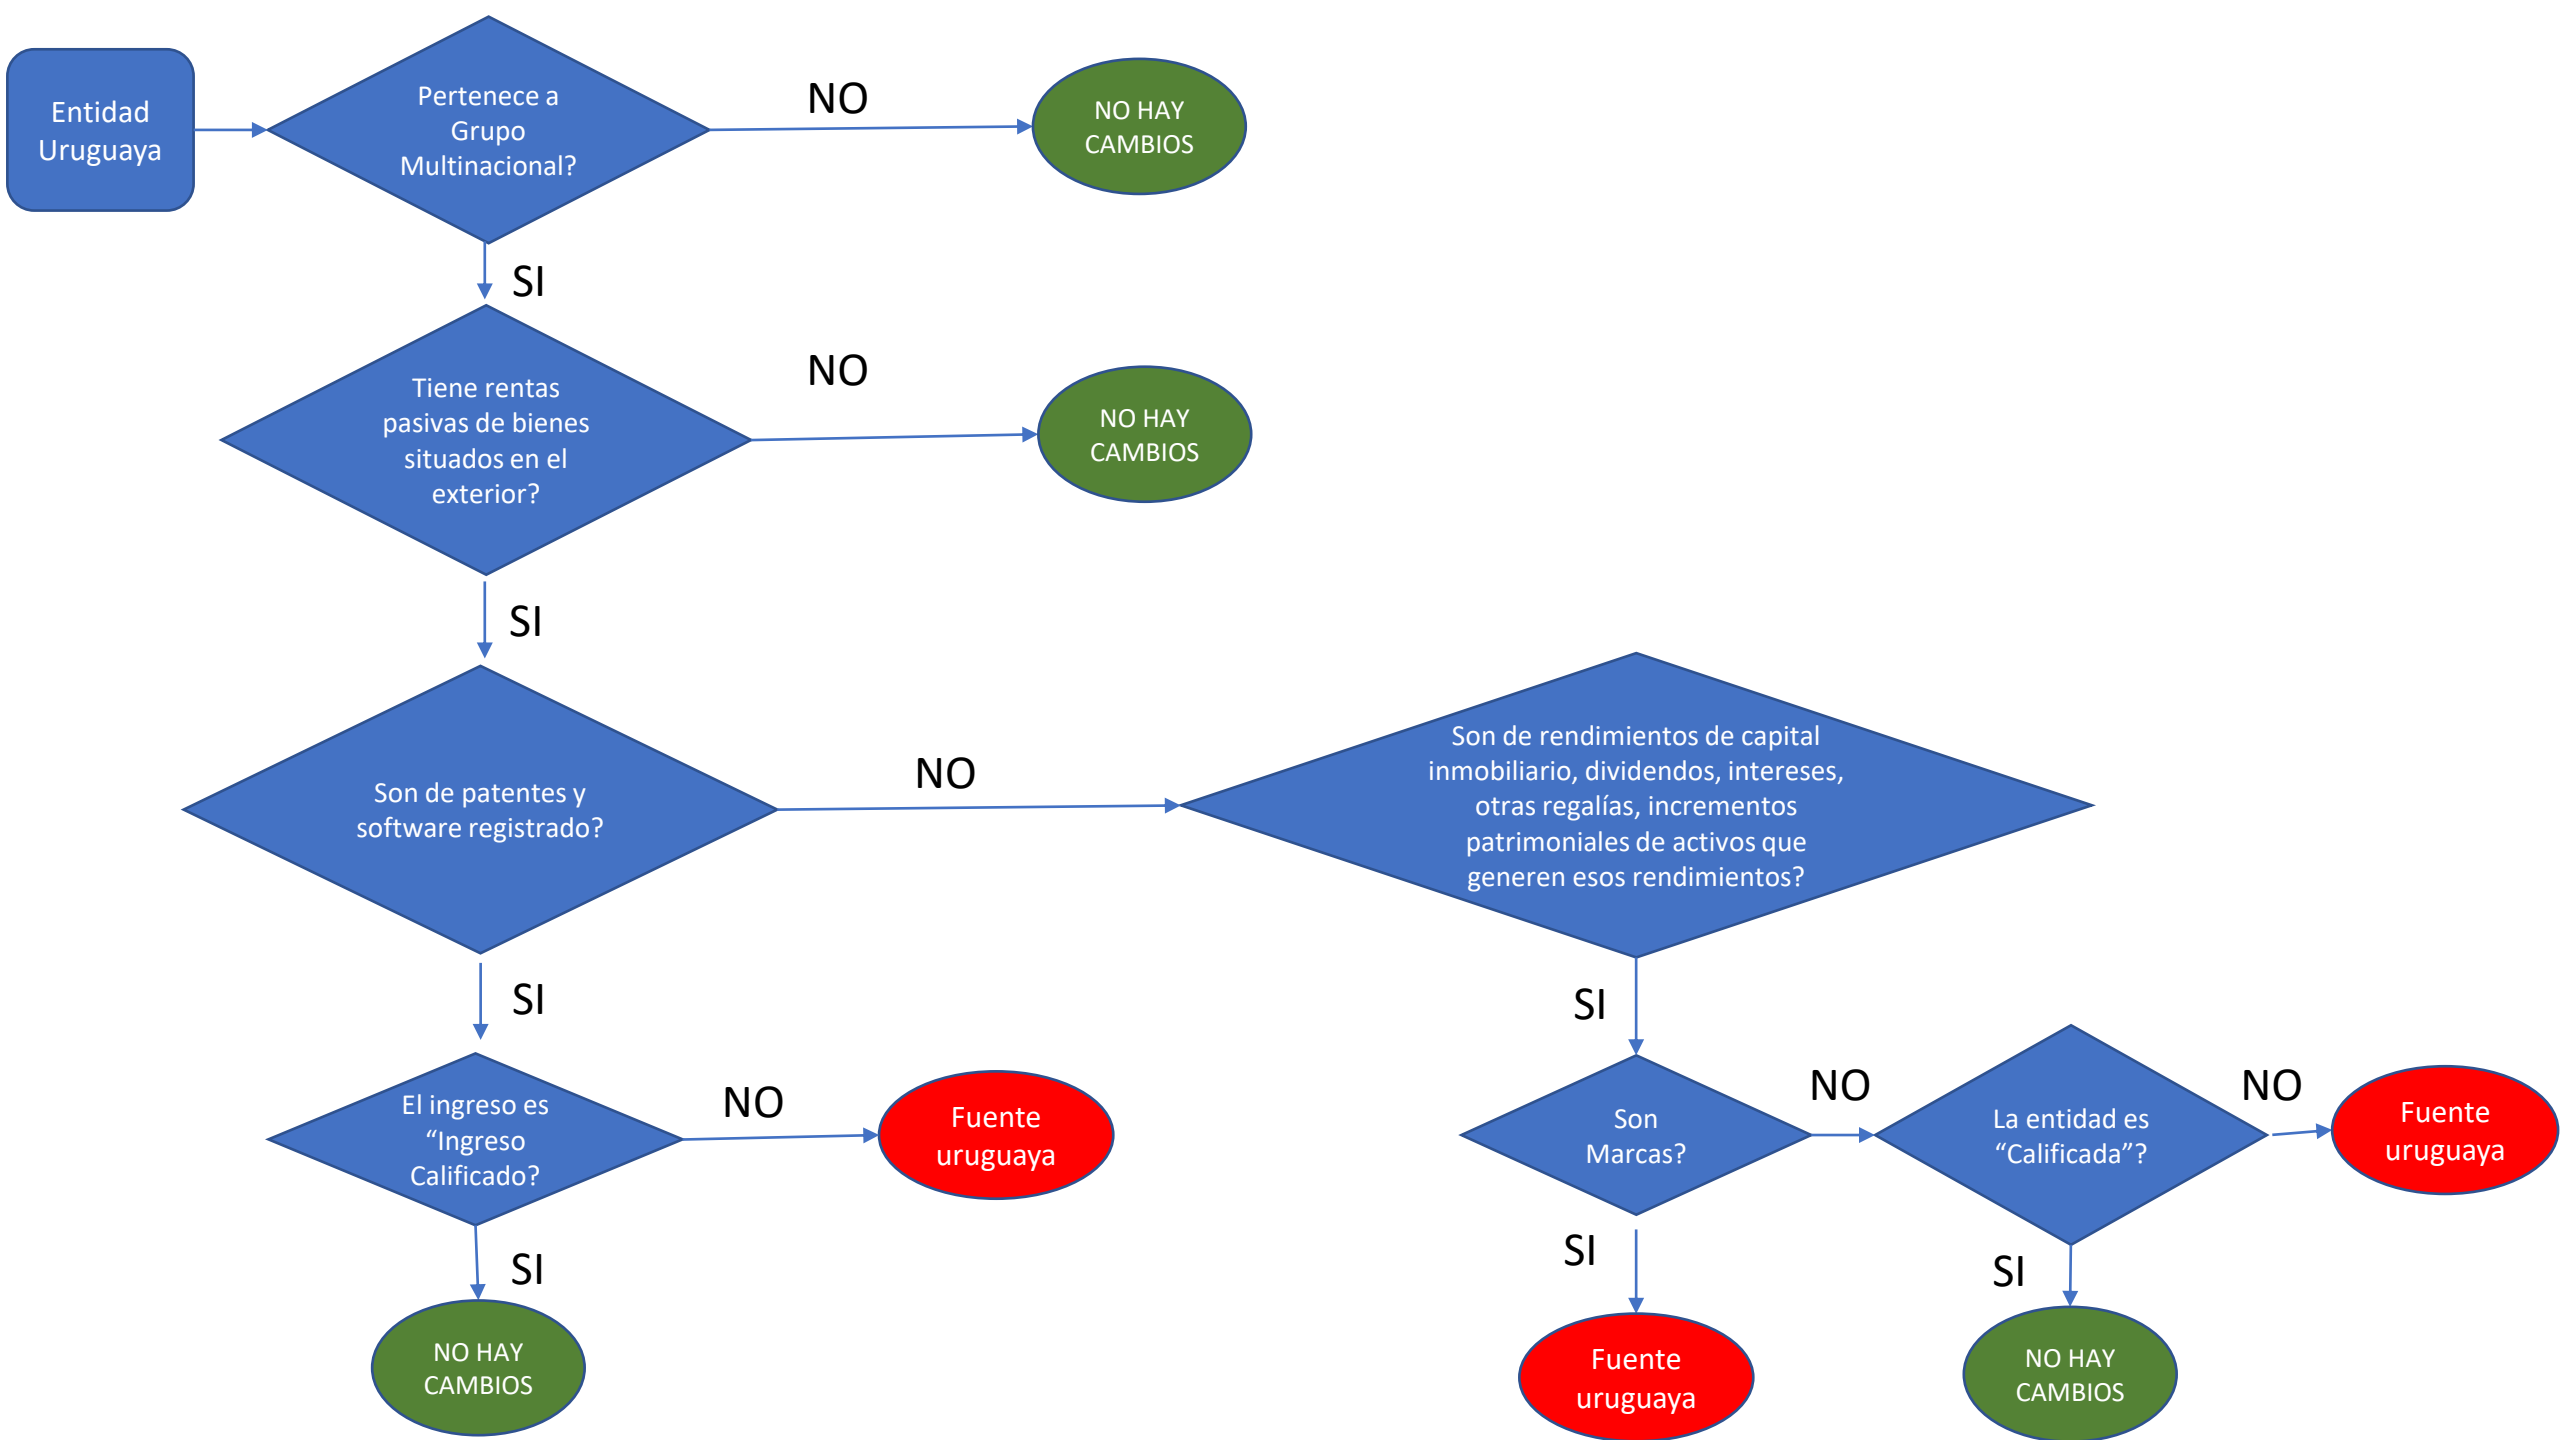 Entidad
Uruguaya
Pertenece a
Grupo
Multinacional?
NO
NO HAY
CAMBIOS
SI
Tiene rentas
pasivas de bienes
situados en el
exterior?
NO
NO HAY
CAMBIOS
SI
Son de patentes y
software registrado?
NO
Son de rendimientos de capital
inmobiliario, dividendos, intereses,
otras regalías, incrementos
patrimoniales de activos que
generen esos rendimientos?
SI
El ingreso es
“Ingreso
Calificado?
NO
Fuente
uruguaya
SI
NO HAY
CAMBIOS
SI
Son
Marcas?
NO
La entidad es
“Calificada”?
NO
Fuente
uruguaya
SI
Fuente
uruguaya
SI
NO HAY
CAMBIOS